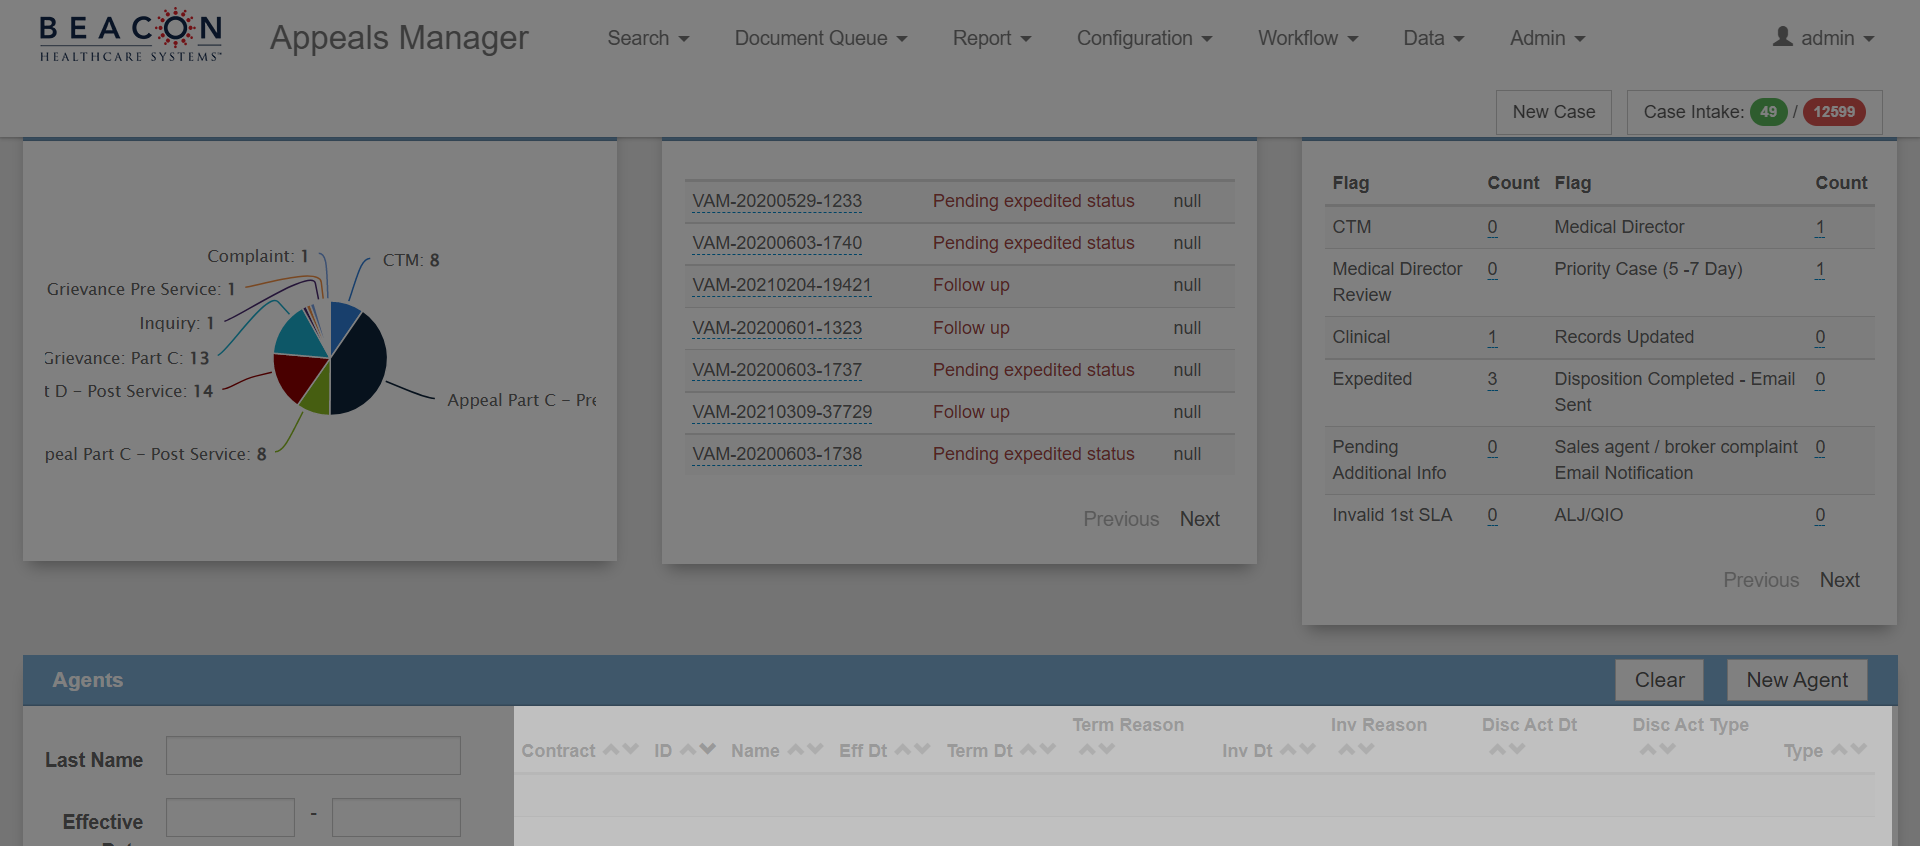 BEACON
HEALTHCARE SYSTEMS™
Appeals Manager
Search
Document Queue
Report
Configuration
Workflow
Data
Admin
admin
New Case
Case Intake: 49 / 12599
Complaint: 1
CTM: 8
Grievance Pre Service: 1
Inquiry: 1
Grievance: Part C: 13
t D – Post Service: 14
Appeal Part C – Pre
peal Part C – Post Service: 8
VAM-20200529-1233 Pending expedited status null
VAM-20200603-1740 Pending expedited status null
VAM-20210204-19421 Follow up null
VAM-20200601-1323 Follow up null
VAM-20200603-1737 Pending expedited status null
VAM-20210309-37729 Follow up null
VAM-20200603-1738 Pending expedited status null
Previous Next
Flag Count Flag Count
CTM 0 Medical Director 1
Medical Director Review 0 Priority Case (5 -7 Day) 1
Clinical 1 Records Updated 0
Expedited 3 Disposition Completed - Email Sent 0
Pending Additional Info 0 Sales agent / broker complaint Email Notification 0
Invalid 1st SLA 0 ALJ/QIO 0
Previous Next
Agents
Clear
New Agent
Last Name
Effective
-
Contract ID Name Eff Dt Term Dt Term Reason Inv Dt Inv Reason Disc Act Dt Disc Act Type Type